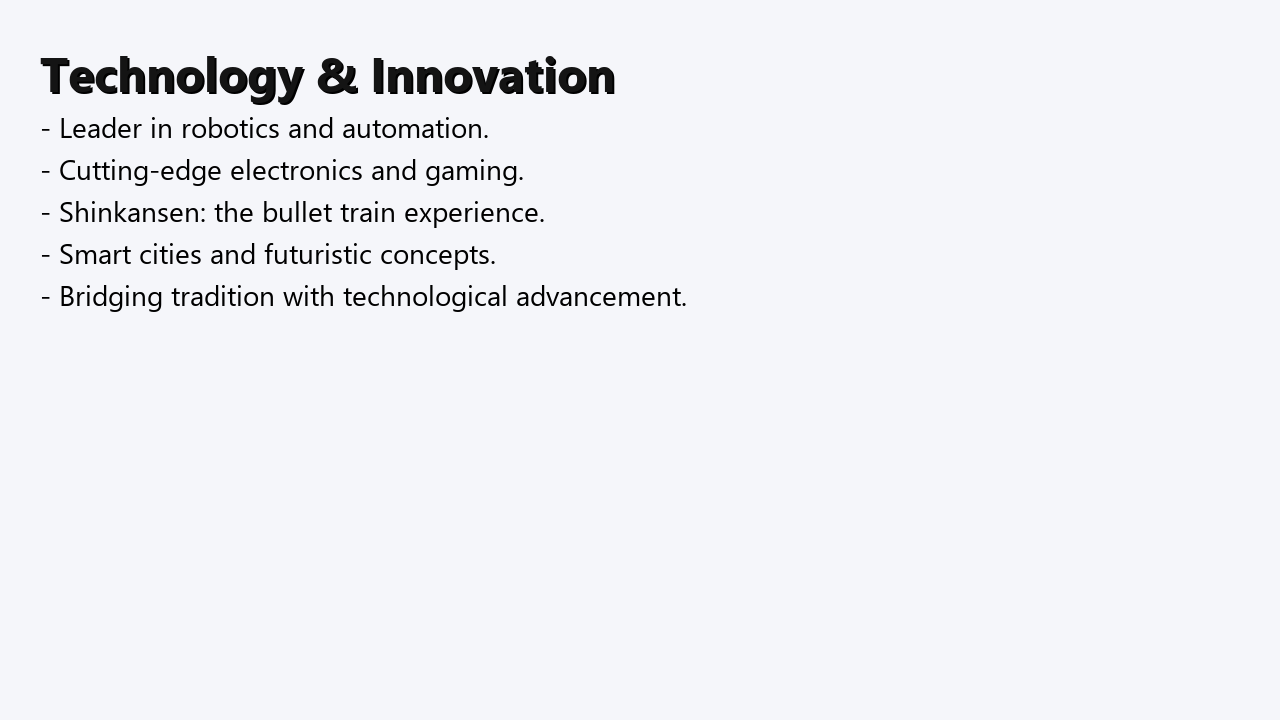 Technology & Innovation
- Leader in robotics and automation.
- Cutting-edge electronics and gaming.
- Shinkansen: the bullet train experience.
- Smart cities and futuristic concepts.
- Bridging tradition with technological advancement.